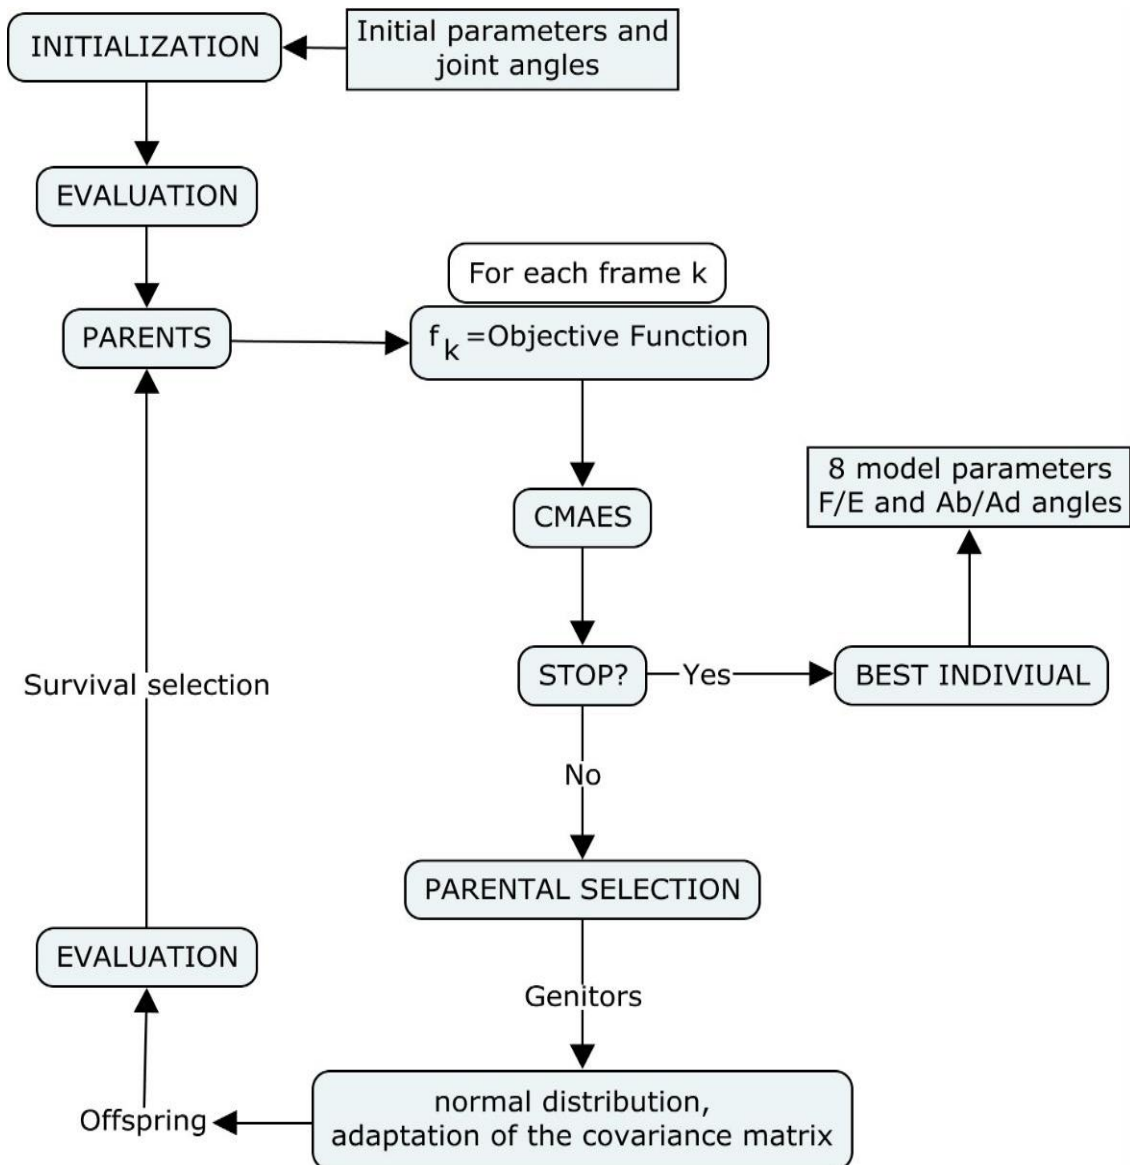 INITIALIZATION
Initial parameters and
joint angles
EVALUATION
For each frame k
PARENTS
f_k =Objective Function
8 model parameters
F/E and Ab/Ad angles
CMAES
STOP?
Yes
BEST INDIVIUAL
Survival selection
No
PARENTAL SELECTION
EVALUATION
Genitors
normal distribution,
adaptation of the covariance matrix
Offspring